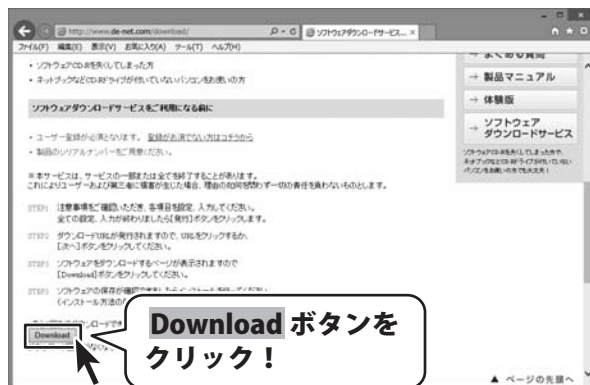 http://www.de-net.com/download/
ソフトウェアダウンロードサービス... ×
ファイル(F) 編集(E) 表示(V) お気に入り(A) ツール(T) ヘルプ(H)
・ ソフトウェアCD-Rを失くしてしまった方
・ ネットブックなどCD-Rドライブが付いていないパソコンをお使いの方
ソフトウェアダウンロードサービスをご利用になる前に
・ ユーザー登録が必須となります。 登録がお済でない方はコチラから
・ 製品のシリアルナンバーをご用意ください。
※本サービスは、サービスの一部または全てを終了することがあります。
これによりユーザーおよび第三者に損害が生じた場合、理由の如何を問わず一切の責任を負わないものとします。
STEP1 注意事項をご確認いただき、各項目を設定、入力してください。
全ての設定、入力が終わりましたら[発行]ボタンをクリックします。
STEP2 ダウンロードURLが発行されますので、URLをクリックするか、
[次へ]ボタンをクリックしてください。
STEP3 ソフトウェアをダウンロードするページが表示されますので
[Download]ボタンをクリックしてください。
ソフトウェアの保存が確認できましたらインストールを行ってください
(インストール方法の
Download
Download ボタンを
クリック！
よくある質問
→ 製品マニュアル
→ 体験版
→ ソフトウェア
ダウンロードサービス
ソフトウェアCD-Rを失くしてしまった方や、
ネットブックなどCD-Rドライブが付いていない
パソコンをお使いの方でも大丈夫！
▲ ページの先頭へ